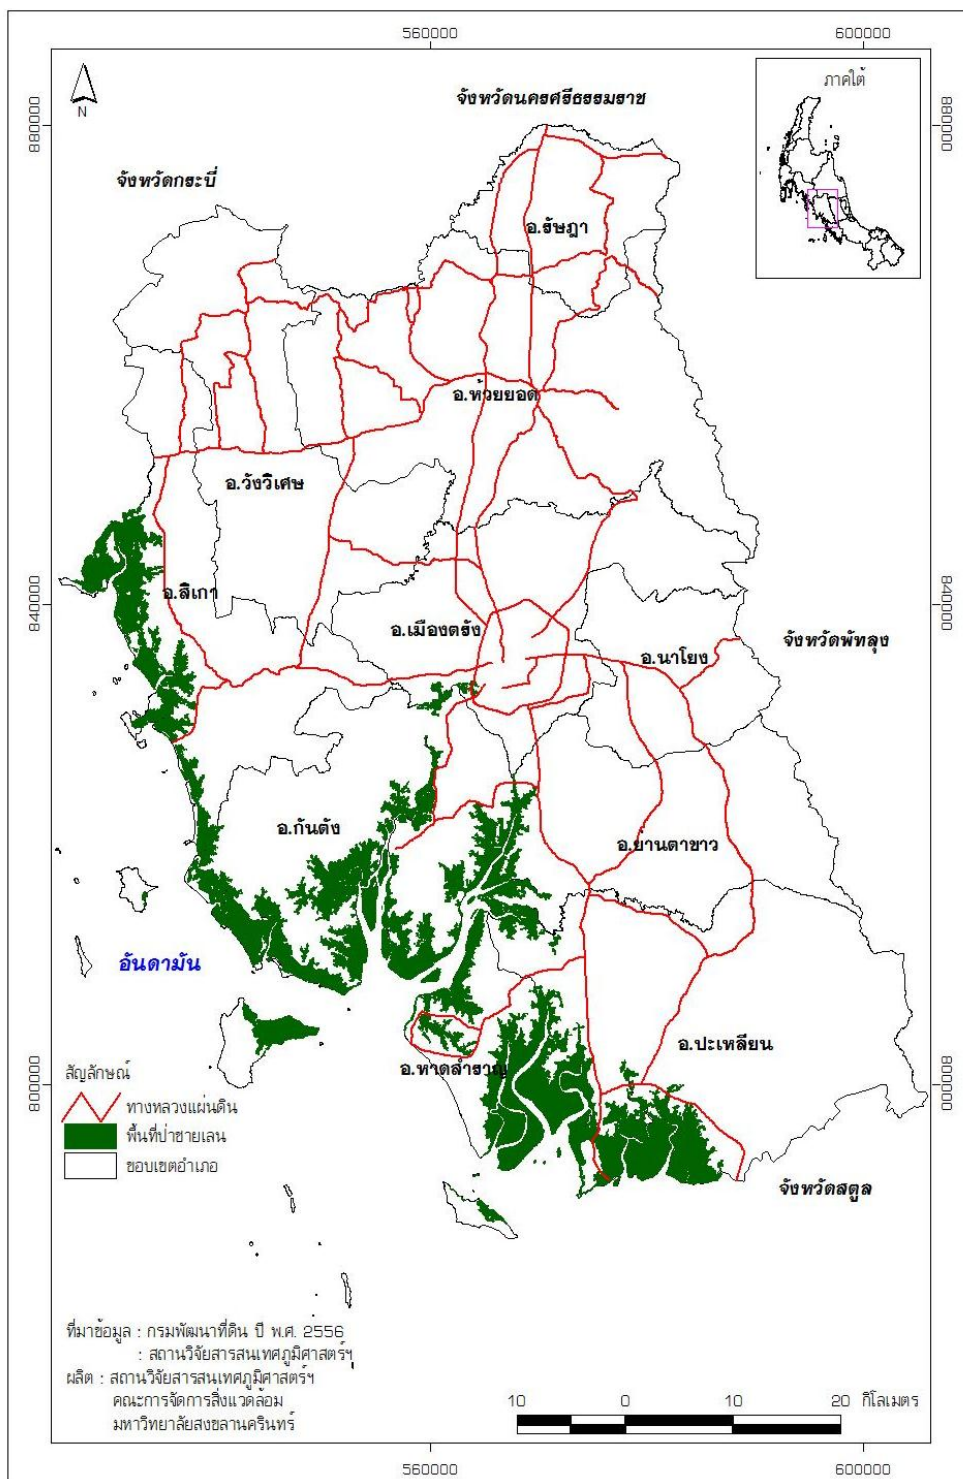 560000
600000
ภาคใต้
N
จังหวัดนครศรีธรรมราช
880000
880000
จังหวัดกระบี่
อ.รัษฎา
อ.ห้วยยอด
อ.วังวิเศษ
อ.สิเกา
840000
840000
อ.เมืองตรัง
จังหวัดพัทลุง
อ.นาโยง
อ.กันตัง
อ.ย่านตาขาว
อันดามัน
อ.ปะเหลียน
อ.หาดสำราญ
800000
800000
สัญลักษณ์
ทางหลวงแผ่นดิน
พื้นที่ป่าชายเลน
ขอบเขตอำเภอ
จังหวัดสตูล
ที่มาข้อมูล : กรมพัฒนาที่ดิน ปี พ.ศ. 2556
: สถานวิจัยสารสนเทศภูมิศาสตร์ฯ
ผลิต : สถานวิจัยสารสนเทศภูมิศาสตร์ฯ
คณะการจัดการสิ่งแวดล้อม
มหาวิทยาลัยสงขลานครินทร์
10 0 10 20 กิโลเมตร
560000
600000